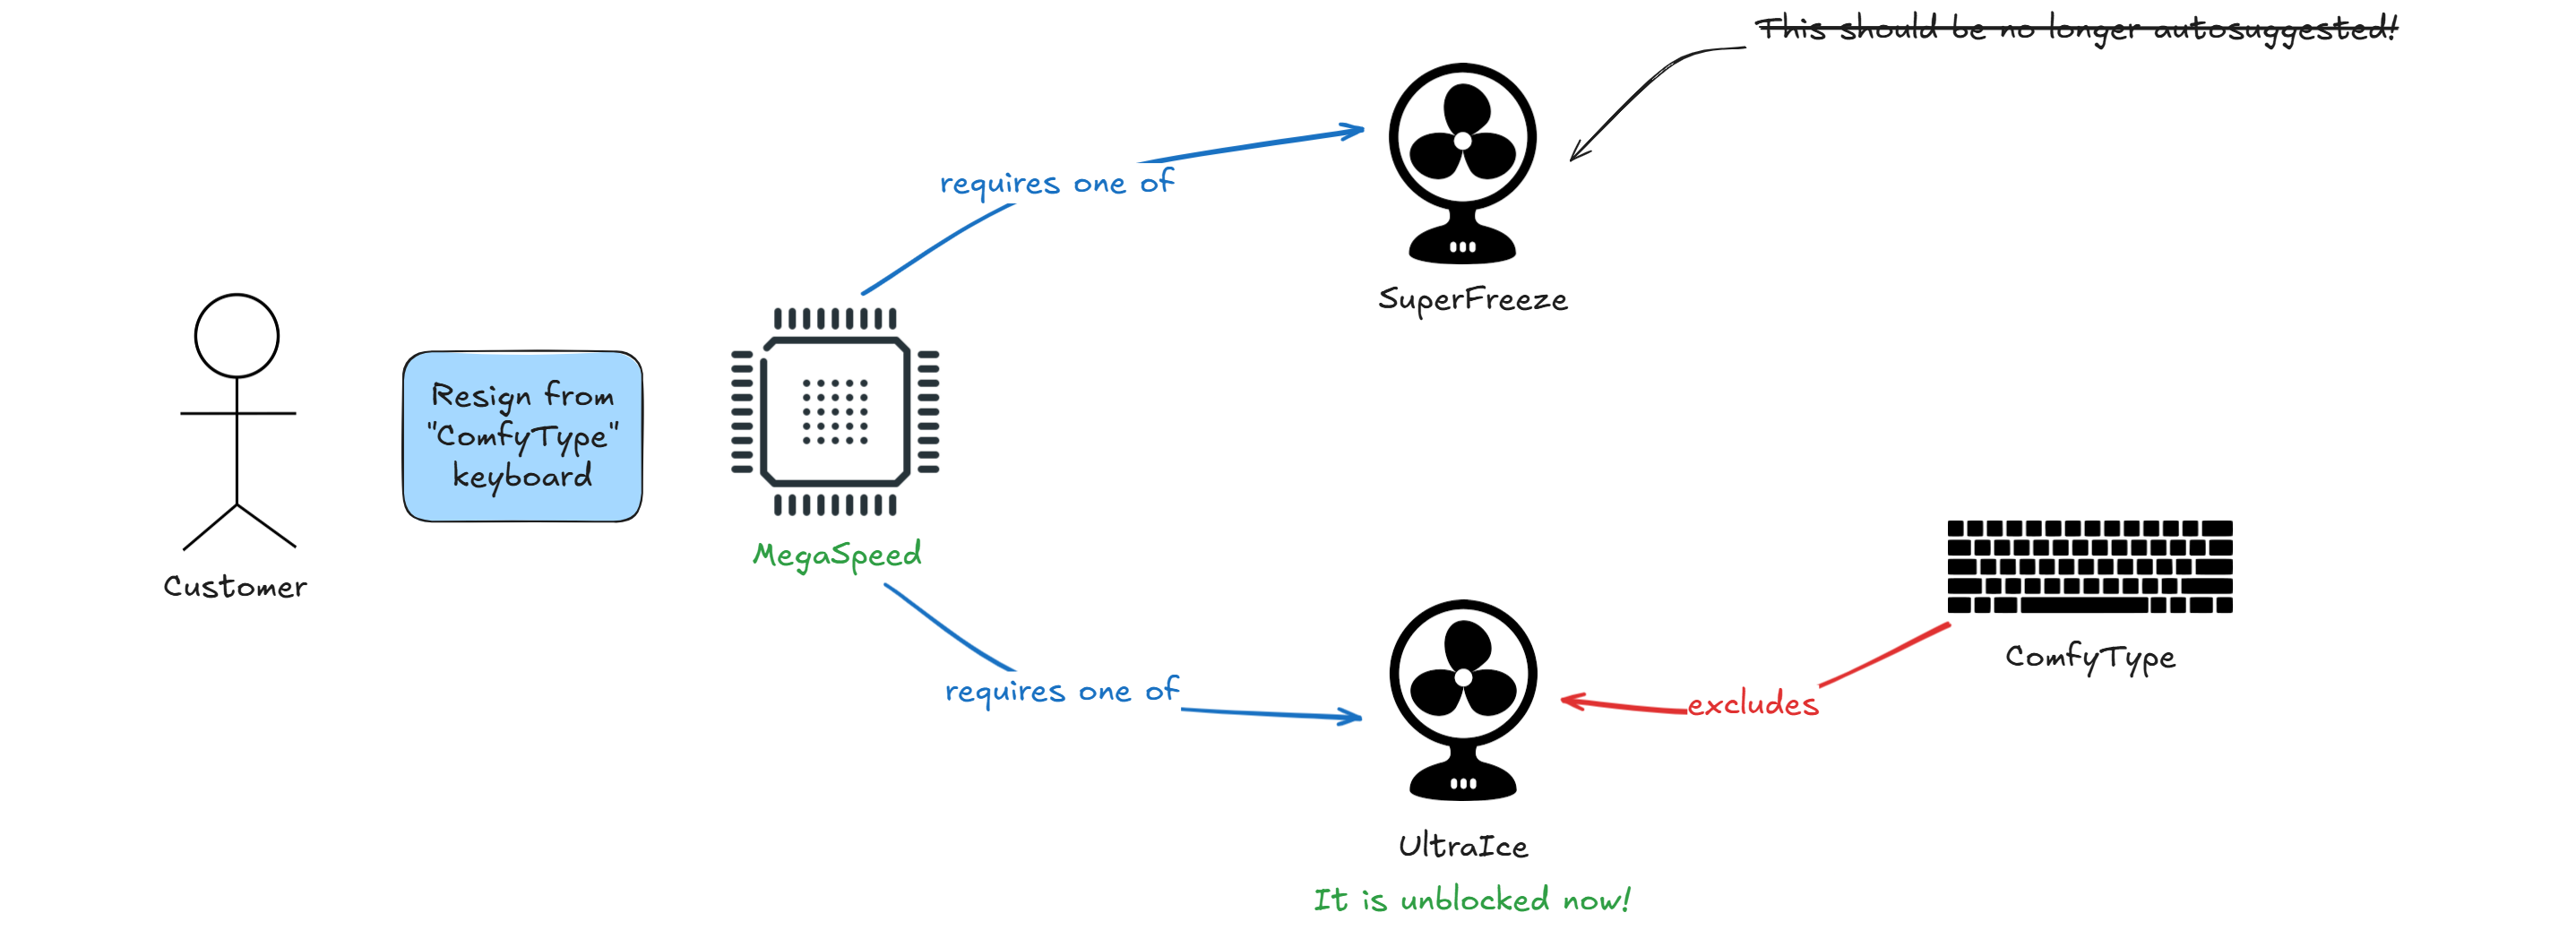 This should be no longer autosuggested!
requires one of
SuperFreeze
Resign from
"ComfyType"
keyboard
MegaSpeed
Customer
requires one of
excludes
ComfyType
UltraIce
It is unblocked now!